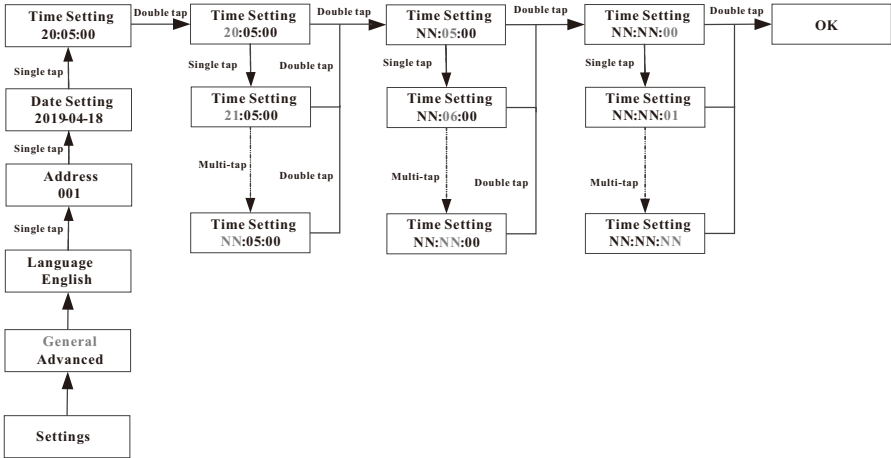 Time Setting
20:05:00
Double tap
Time Setting
20:05:00
Double tap
Time Setting
NN:05:00
Double tap
Time Setting
NN:NN:00
Double tap
OK
Single tap
Single tap
Double tap
Single tap
Double tap
Single tap
Date Setting
2019-04-18
Time Setting
21:05:00
Time Setting
NN:06:00
Time Setting
NN:NN:01
Single tap
Multi-tap
Double tap
Multi-tap
Double tap
Multi-tap
Address
001
Time Setting
NN:05:00
Time Setting
NN:NN:00
Time Setting
NN:NN:NN
Single tap
Language
English
General
Advanced
Settings